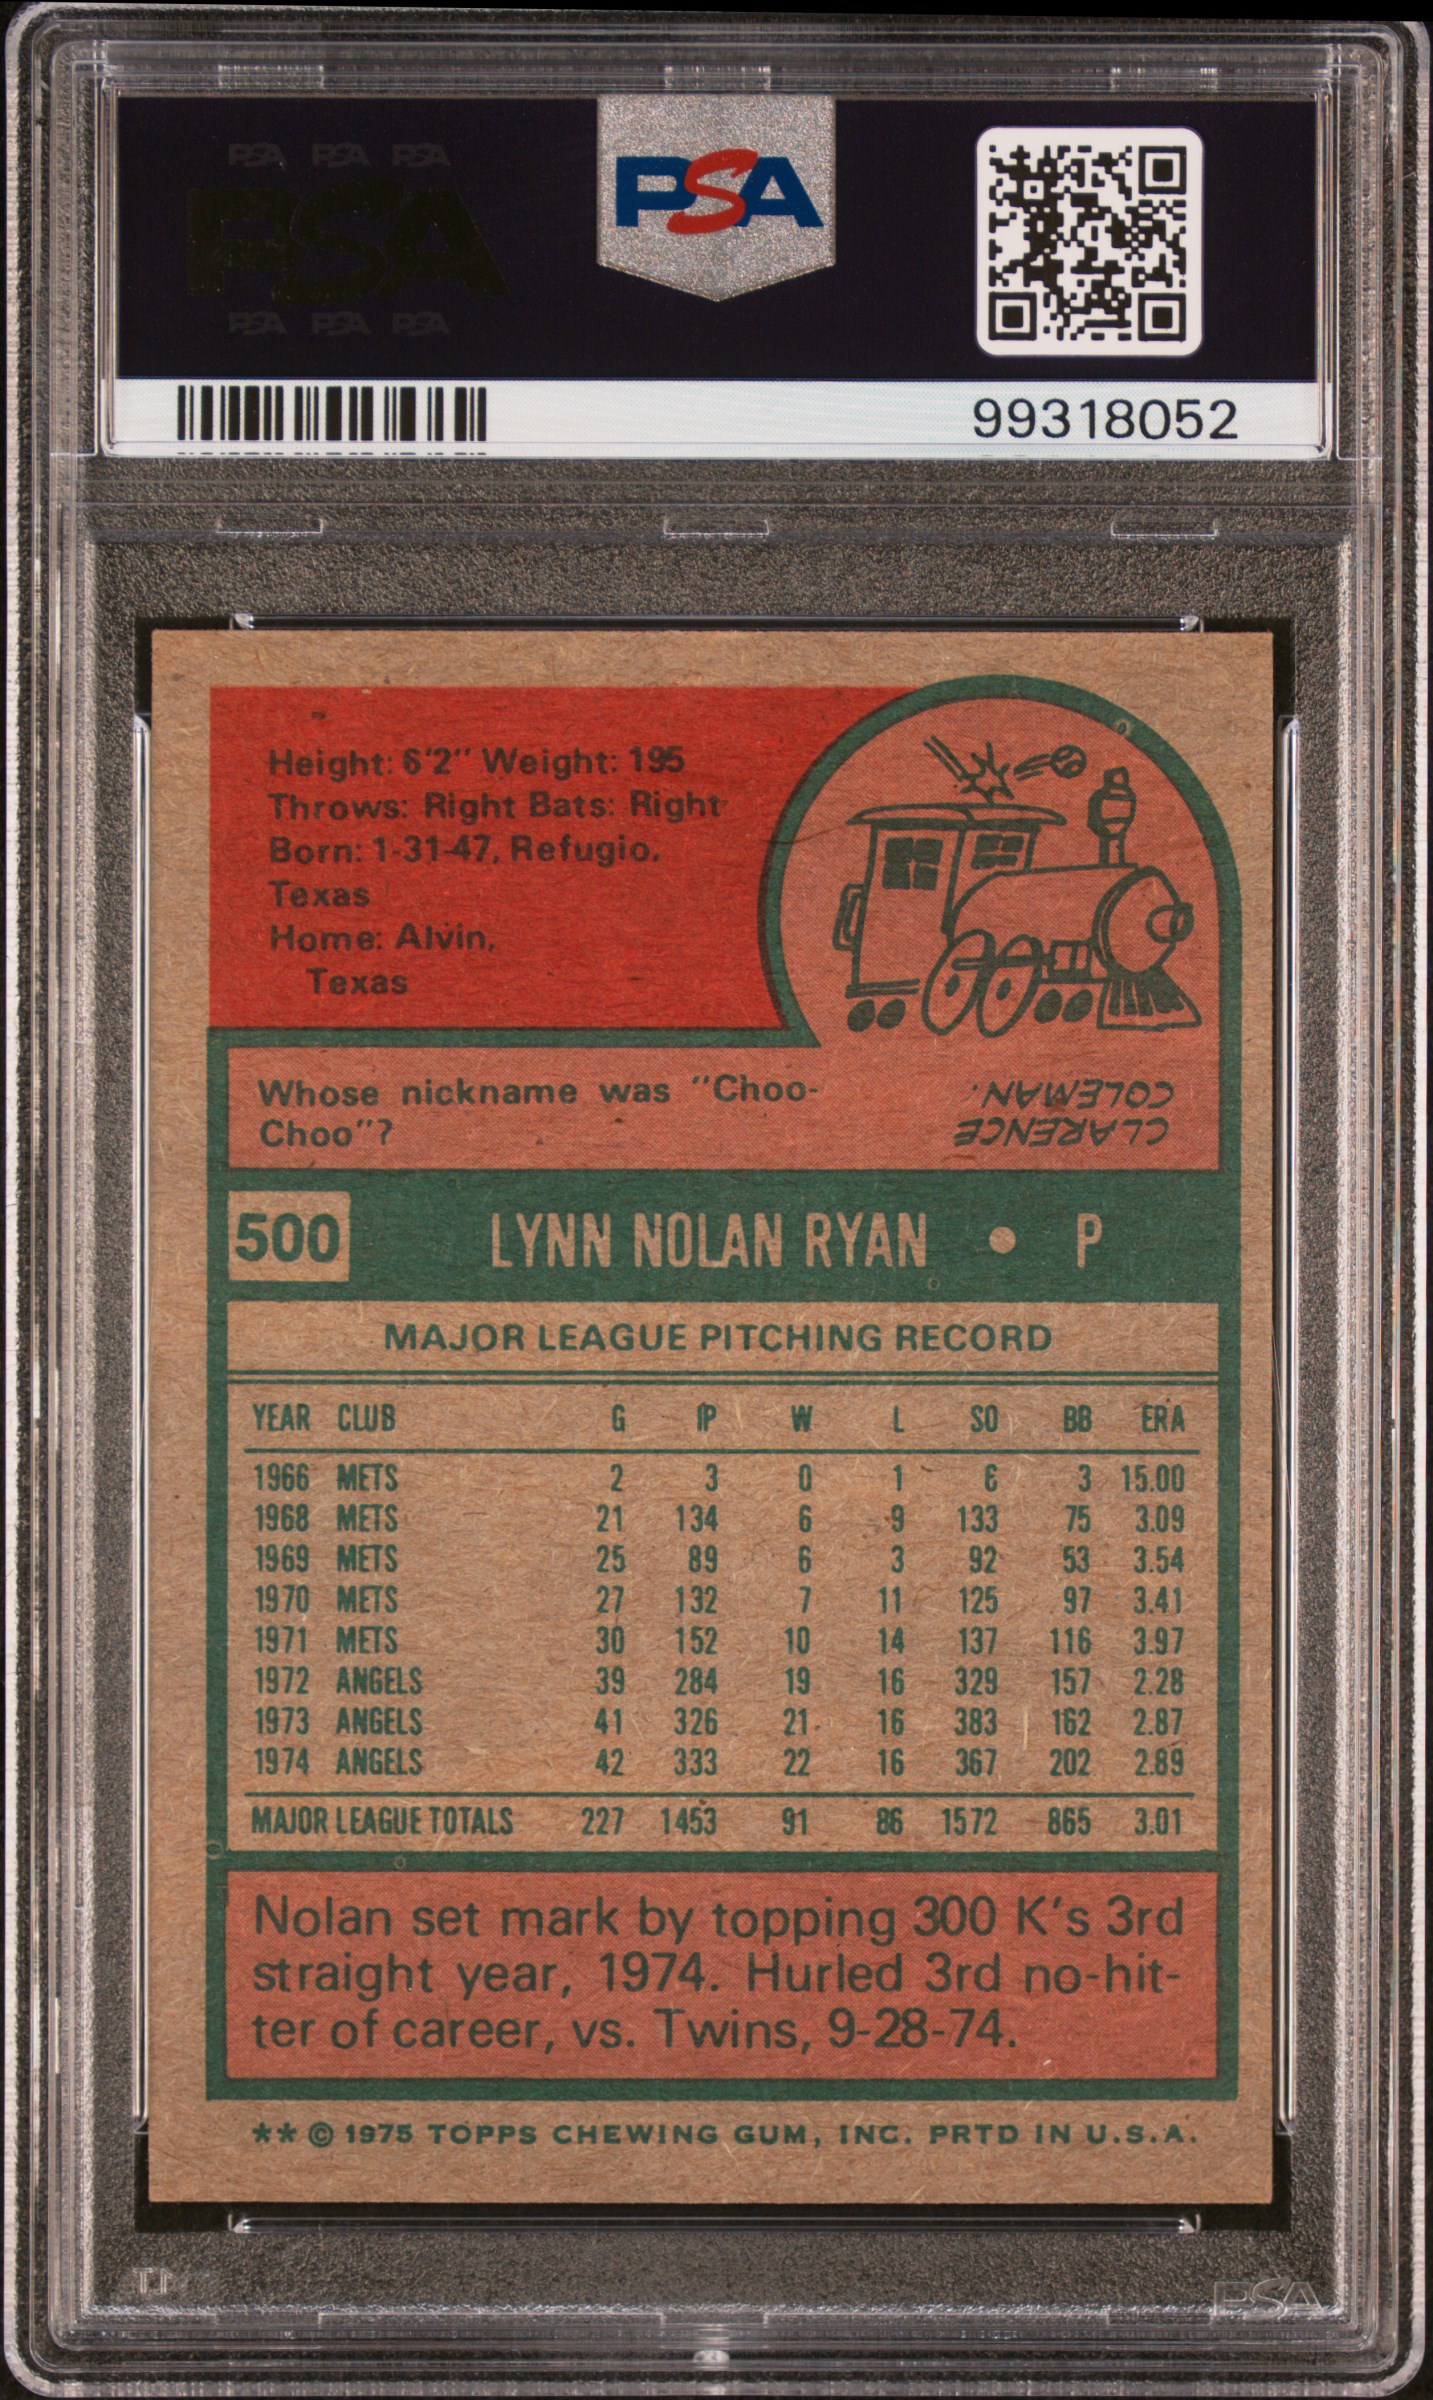 PSA PSA PSA
PSA
PSA PSA PSA
PSA
99318052
Height: 6'2" Weight: 195
Throws: Right Bats: Right
Born: 1-31-47, Refugio,
Texas
Home: Alvin,
Texas
Whose nickname was "Choo-
Choo"?
CLARENCE
COLEMAN.
500 LYNN NOLAN RYAN • P
MAJOR LEAGUE PITCHING RECORD
YEAR CLUB G IP W L SO BB ERA
1966 METS 2 3 0 1 6 3 15.00
1968 METS 21 134 6 9 133 75 3.09
1969 METS 25 89 6 3 92 53 3.54
1970 METS 27 132 7 11 125 97 3.41
1971 METS 30 152 10 14 137 116 3.97
1972 ANGELS 39 284 19 16 329 157 2.28
1973 ANGELS 41 326 21 16 383 162 2.87
1974 ANGELS 42 333 22 16 367 202 2.89
MAJOR LEAGUE TOTALS 227 1453 91 86 1572 865 3.01
Nolan set mark by topping 300 K's 3rd
straight year, 1974. Hurled 3rd no-hit-
ter of career, vs. Twins, 9-28-74.
** © 1975 TOPPS CHEWING GUM, INC. PRTD IN U.S.A.
PSA